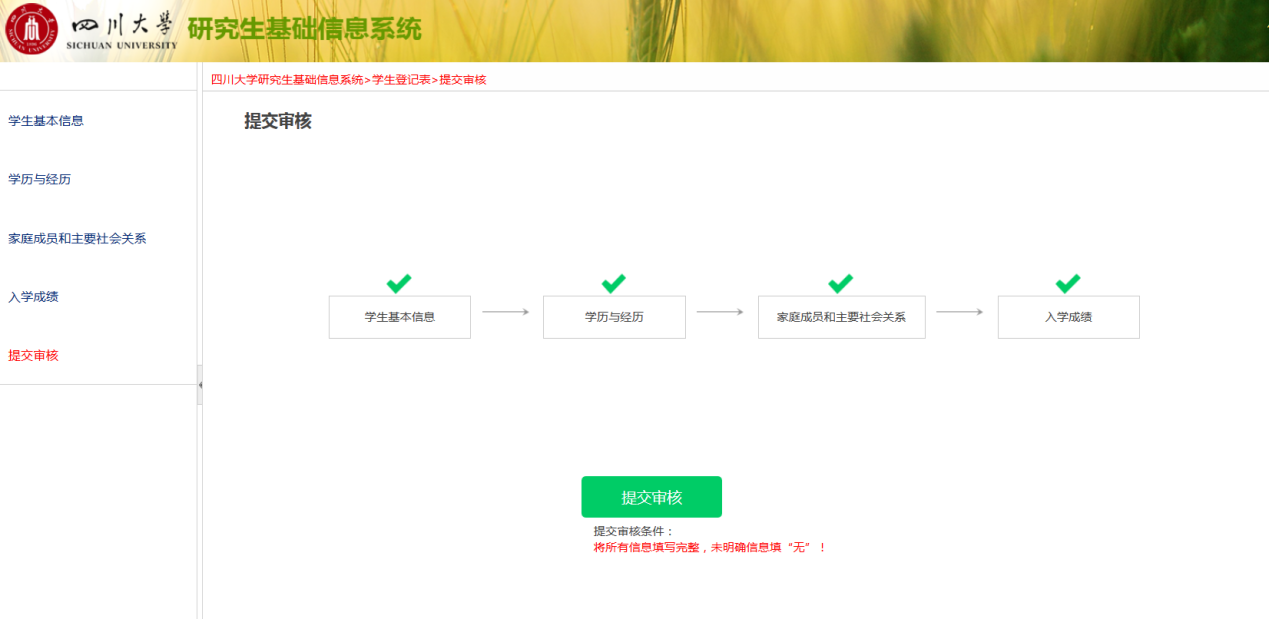 四川大学
SICHUAN UNIVERSITY
研究生基础信息系统
四川大学研究生基础信息系统>学生登记表>提交审核
学生基本信息
学历与经历
家庭成员和主要社会关系
入学成绩
提交审核
提交审核
学生基本信息
学历与经历
家庭成员和主要社会关系
入学成绩
提交审核
提交审核条件：
将所有信息填写完整，未明确信息填“无”！